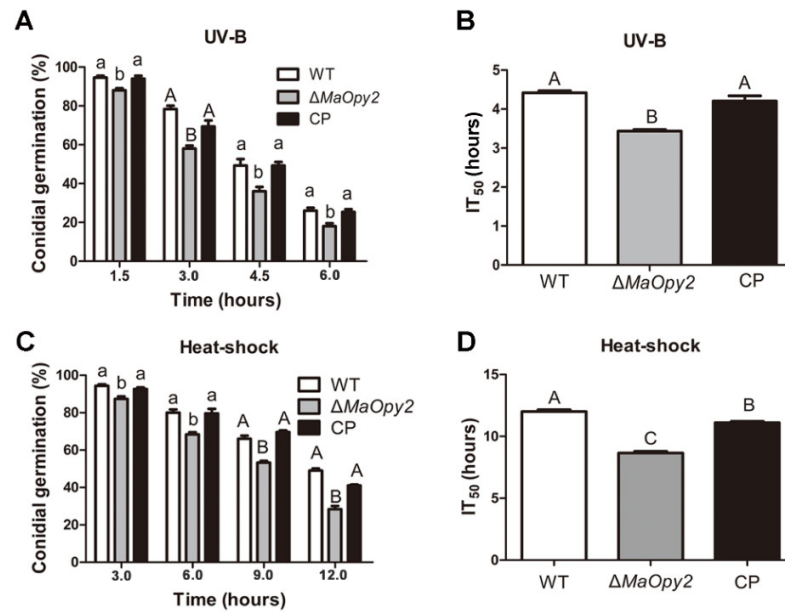 A
UV-B
Conidial germination (%)
100
80
60
40
20
0
a
b
a
A
B
A
a
b
a
a
b
a
WT
ΔMaOpy2
CP
1.5
3.0
4.5
6.0
Time (hours)
B
UV-B
IT50 (hours)
5
4
3
2
1
0
A
B
A
WT
ΔMaOpy2
CP
C
Heat-shock
Conidial germination (%)
100
80
60
40
20
0
a
b
a
a
b
a
A
B
A
A
B
A
WT
ΔMaOpy2
CP
3.0
6.0
9.0
12.0
Time (hours)
D
Heat-shock
IT50 (hours)
15
10
5
0
A
C
B
WT
ΔMaOpy2
CP